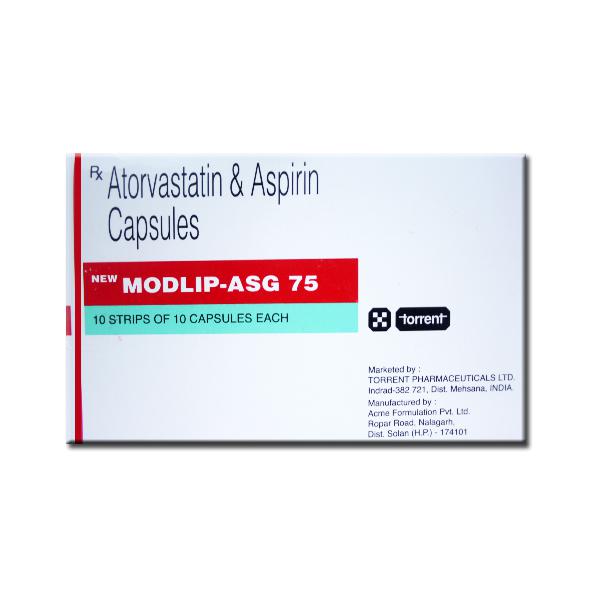 Rx Atorvastatin & Aspirin
Capsules
NEW MODLIP-ASG 75
10 STRIPS OF 10 CAPSULES EACH
torrent
Marketed by :
TORRENT PHARMACEUTICALS LTD.
Indrad-382 721, Dist. Mehsana, INDIA.
Manufactured by :
Acme Formulation Pvt. Ltd.
Ropar Road, Nalagarh,
Dist. Solan (H.P.) - 174101